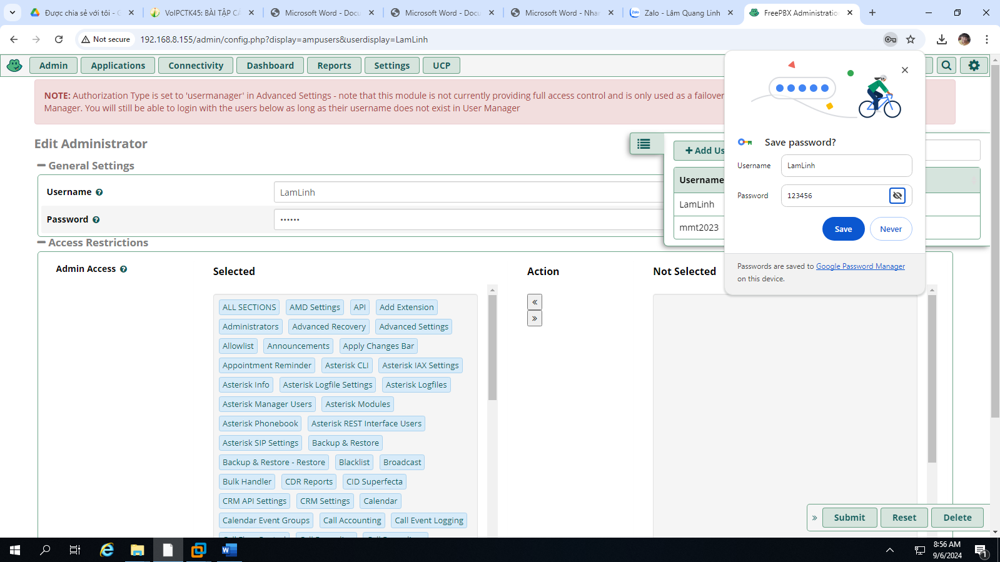 Được chia sẻ với tôi - G
VoIPCTK45: BÀI TẬP CÁ
Microsoft Word - Docu
Microsoft Word - Docu
Microsoft Word - Nhan
Zalo - Lâm Quang Linh
FreePBX Administratio
Not secure
192.168.8.155/admin/config.php?display=ampusers&userdisplay=LamLinh
Admin
Applications
Connectivity
Dashboard
Reports
Settings
UCP
NOTE: Authorization Type is set to 'usermanager' in Advanced Settings - note that this module is not currently providing full access control and is only used as a failover
Manager. You will still be able to login with the users below as long as their username does not exist in User Manager
Edit Administrator
General Settings
Username
LamLinh
Password
••••••
Add Us
Username
LamLinh
mmt2023
Save password?
Username
LamLinh
Password
123456
Save
Never
Passwords are saved to Google Password Manager
on this device.
Access Restrictions
Admin Access
Selected
Action
Not Selected
«
»
ALL SECTIONS AMD Settings API Add Extension
Administrators Advanced Recovery Advanced Settings
Allowlist Announcements Apply Changes Bar
Appointment Reminder Asterisk CLI Asterisk IAX Settings
Asterisk Info Asterisk Logfile Settings Asterisk Logfiles
Asterisk Manager Users Asterisk Modules
Asterisk Phonebook Asterisk REST Interface Users
Asterisk SIP Settings Backup & Restore
Backup & Restore - Restore Blacklist Broadcast
Bulk Handler CDR Reports CID Superfecta
CRM API Settings CRM Settings Calendar
Calendar Event Groups Call Accounting Call Event Logging
» Submit Reset Delete
8:56 AM
9/6/2024
1